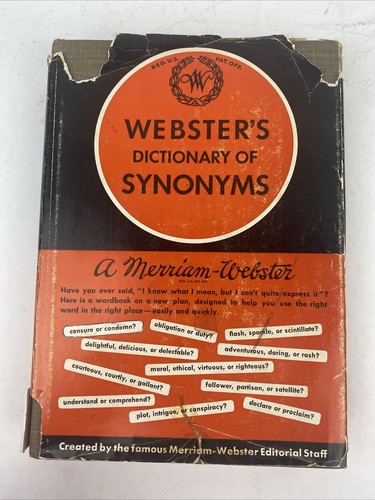 REG. U.S. PAT. OFF.
W
WEBSTER'S
DICTIONARY OF
SYNONYMS
A Merriam-Webster
REG. U.S. PAT. OFF.
Have you ever said, "I know what I mean, but I can't quite express it"?
Here is a wordbook on a new plan, designed to help you use the right
word in the right place—easily and quickly.
censure or condemn? obligation or duty? flash, sparkle, or scintillate?
delightful, delicious, or delectable? adventurous, daring, or rash?
courteous, courtly, or gallant? moral, ethical, virtuous, or righteous?
follower, partisan, or satellite?
understand or comprehend? plot, intrigue, or conspiracy? declare or proclaim?
Created by the famous Merriam-Webster Editorial Staff